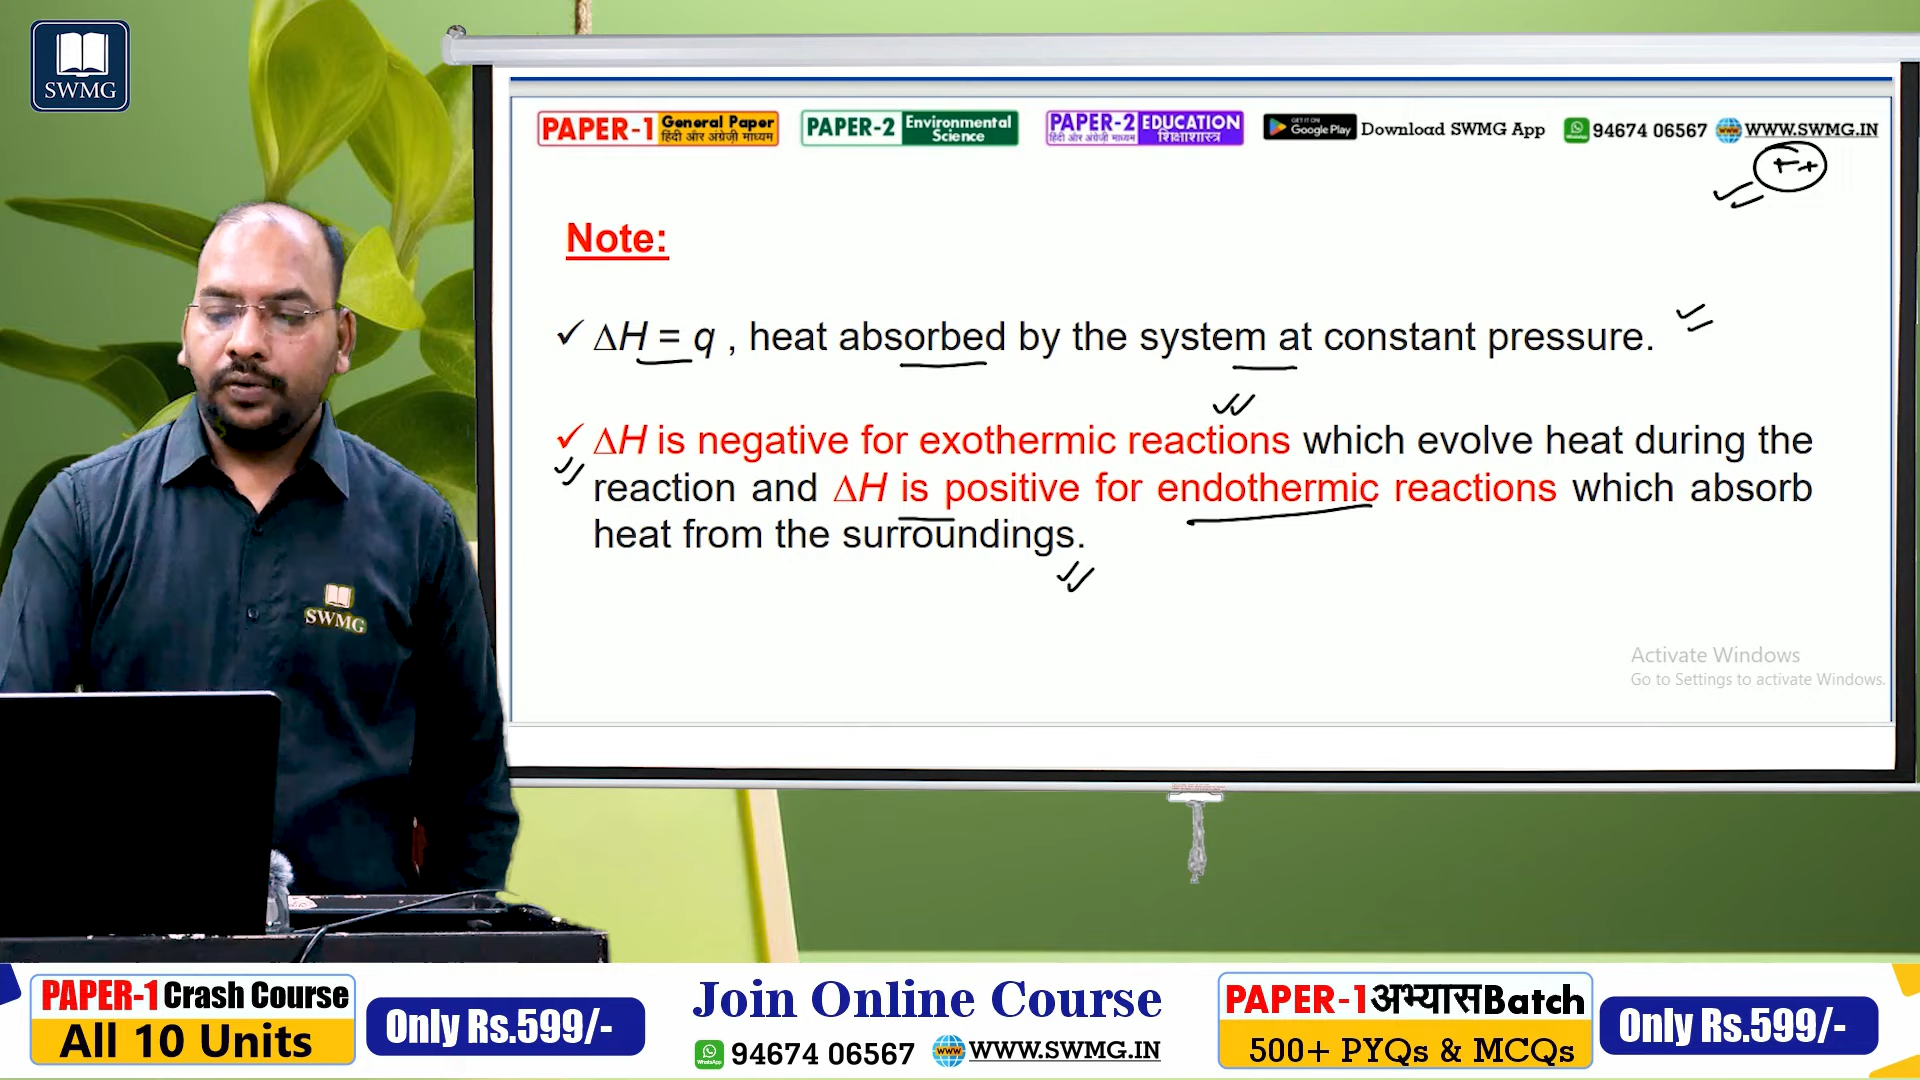 SWMG
PAPER-1 General Paper हिंदी और अंग्रेज़ी माध्यम
PAPER-2 Environmental Science
PAPER-2 हिंदी और अंग्रेज़ी माध्यम EDUCATION शिक्षाशास्त्र
GET IT ON Google Play Download SWMG App
94674 06567 WWW.SWMG.IN
++
Note:
✓ ΔH = q , heat absorbed by the system at constant pressure.
✓ ΔH is negative for exothermic reactions which evolve heat during the
reaction and ΔH is positive for endothermic reactions which absorb
heat from the surroundings.
SWMG
Activate Windows
Go to Settings to activate Windows.
PAPER-1 Crash Course
All 10 Units
Only Rs.599/-
Join Online Course
WhatsApp 94674 06567 www WWW.SWMG.IN
PAPER-1 अभ्यास Batch
500+ PYQs & MCQs
Only Rs.599/-